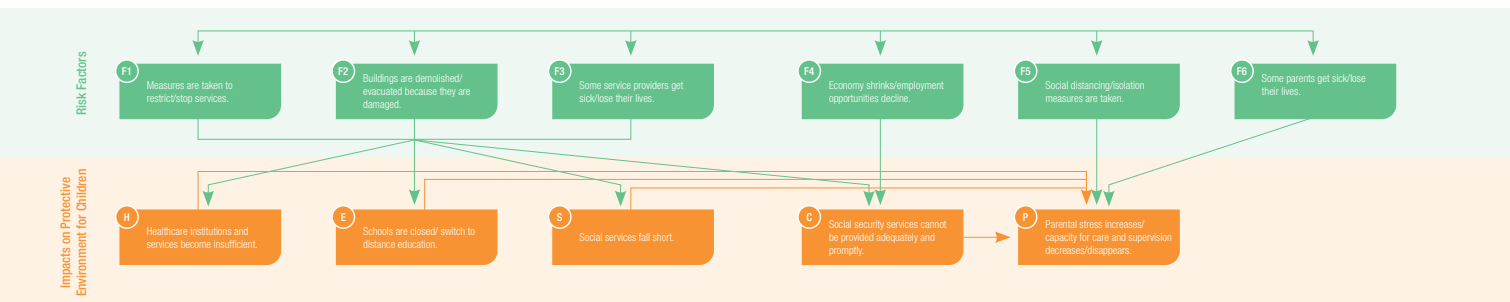 Risk Factors
F1
Measures are taken to
restrict/stop services.
F2
Buildings are demolished/
evacuated because they are
damaged.
F3
Some service providers get
sick/lose their lives.
F4
Economy shrinks/employment
opportunities decline.
F5
Social distancing/isolation
measures are taken.
F6
Some parents get sick/lose
their lives.
Impacts on Protective
Environment for Children
H
Healthcare institutions and
services become insufficient.
E
Schools are closed/ switch to
distance education.
S
Social services fall short.
C
Social security services cannot
be provided adequately and
promptly.
P
Parental stress increases/
capacity for care and supervision
decreases/disappears.